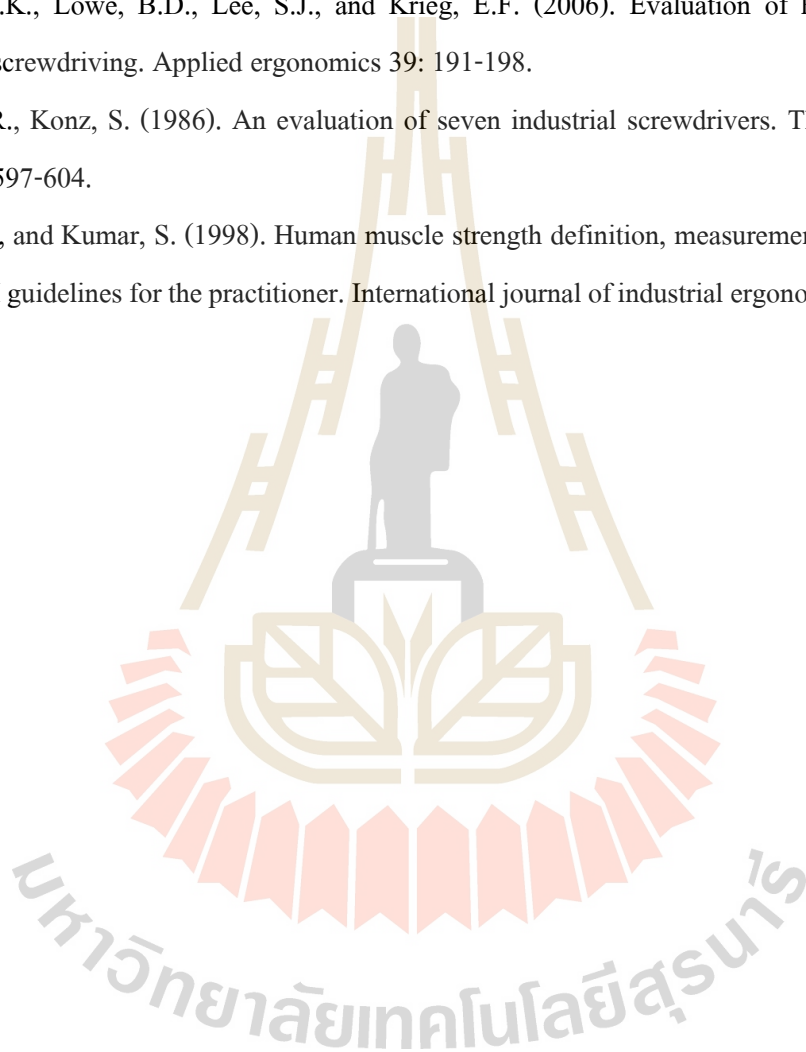 .K., Lowe, B.D., Lee, S.J., and Krieg, E.F. (2006). Evaluation of
screwdriving. Applied ergonomics 39: 191-198.
R., Konz, S. (1986). An evaluation of seven industrial screwdrivers.
597-604.
, and Kumar, S. (1998). Human muscle strength definition,
guidelines for the practitioner. International journal of industrial
มหาวิทยาลัยเทคโนโลยีสุรนารี